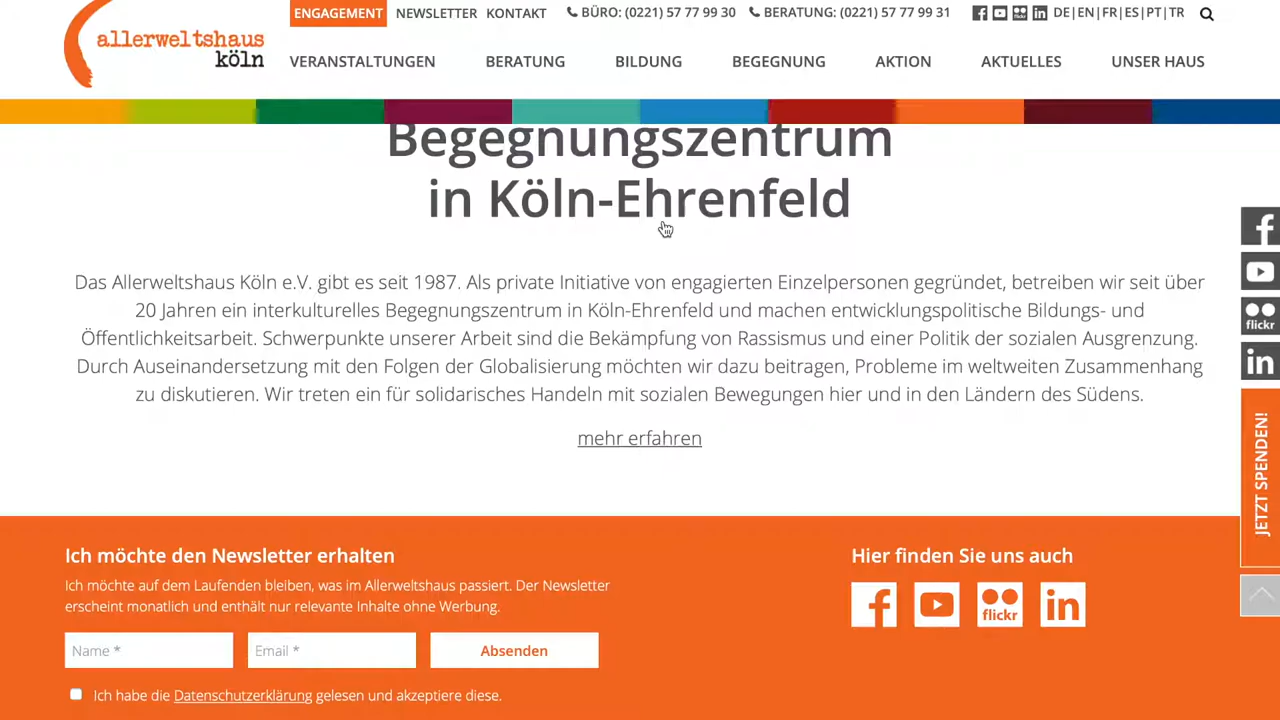 ENGAGEMENT NEWSLETTER KONTAKT BÜRO: (0221) 57 77 99 30 BERATUNG: (0221) 57 77 99 31 DE|EN|FR|ES|PT|TR
allerweltshaus
köln
VERANSTALTUNGEN BERATUNG BILDUNG BEGEGNUNG AKTION AKTUELLES UNSER HAUS
Begegnungszentrum
in Köln-Ehrenfeld
Das Allerweltshaus Köln e.V. gibt es seit 1987. Als private Initiative von engagierten Einzelpersonen gegründet, betreiben wir seit über
20 Jahren ein interkulturelles Begegnungszentrum in Köln-Ehrenfeld und machen entwicklungspolitische Bildungs- und
Öffentlichkeitsarbeit. Schwerpunkte unserer Arbeit sind die Bekämpfung von Rassismus und einer Politik der sozialen Ausgrenzung.
Durch Auseinandersetzung mit den Folgen der Globalisierung möchten wir dazu beitragen, Probleme im weltweiten Zusammenhang
zu diskutieren. Wir treten ein für solidarisches Handeln mit sozialen Bewegungen hier und in den Ländern des Südens.
mehr erfahren
flickr
in
JETZT SPENDEN!
Ich möchte den Newsletter erhalten
Ich möchte auf dem Laufenden bleiben, was im Allerweltshaus passiert. Der Newsletter
erscheint monatlich und enthält nur relevante Inhalte ohne Werbung.
Name * Email * Absenden
Ich habe die Datenschutzerklärung gelesen und akzeptiere diese.
Hier finden Sie uns auch
flickr in